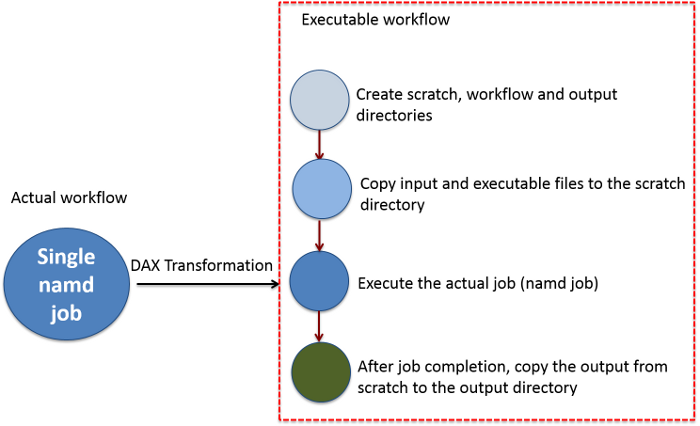 Executable workflow
Create scratch, workflow and output
directories
Copy input and executable files to the scratch
directory
Actual workflow
Single
namd
job
DAX Transformation
Execute the actual job (namd job)
After job completion, copy the output from
scratch to the output directory